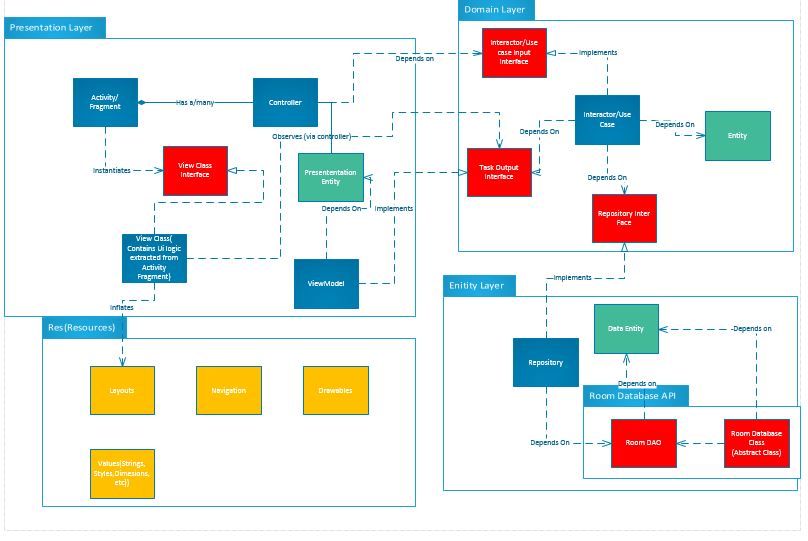 Presentation Layer
Domain Layer
Interactor/Use
case Input
Interface
Implements
Depends on
Activity/
Fragment
Has a/many
Controller
Interactor/Use
Case
Depends On
Entity
Observes (via controller)
Depends On
Instantiates
View Class
Interface
Presententation
Entity
Task Output
Interface
Depends On
Depends On
Implements
Repository Inter
Face
View Class(
Contains Ui logic
extracted from
Activity
Fragment)
ViewModel
Implements
Enitity Layer
Inflates
Res(Resources)
Data Entity
Depends on
Layouts
Navigation
Drawables
Repository
Depends on
Room Database API
Depends On
Room DAO
Room Database
Class
(Abstract Class)
Values(Strings,
Styles,Dimesions,
etc))